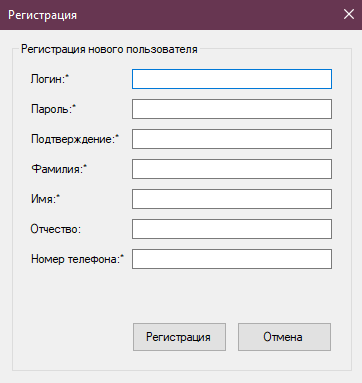 Регистрация
Регистрация нового пользователя
Логин:*
Пароль:*
Подтверждение:*
Фамилия:*
Имя:*
Отчество:
Номер телефона:*
Регистрация Отмена